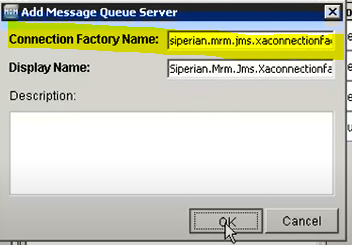 Add Message Queue Server
Connection Factory Name: siperian.mrm.jms.xaconnectionfac
Display Name: Siperian.Mrm.Jms.Xaconnectionfa
Description:
OK Cancel